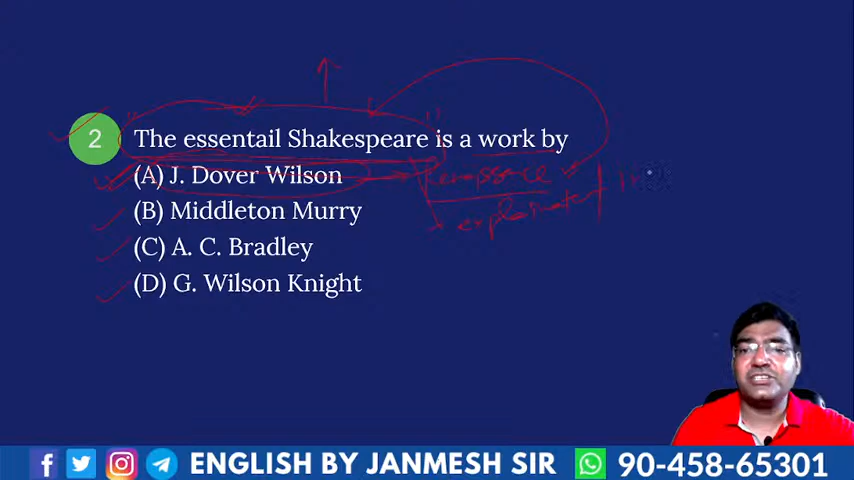 2
The essentail Shakespeare is a work by
(A) J. Dover Wilson
(B) Middleton Murry
(C) A. C. Bradley
(D) G. Wilson Knight
ENGLISH BY JANMESH SIR 90-458-65301